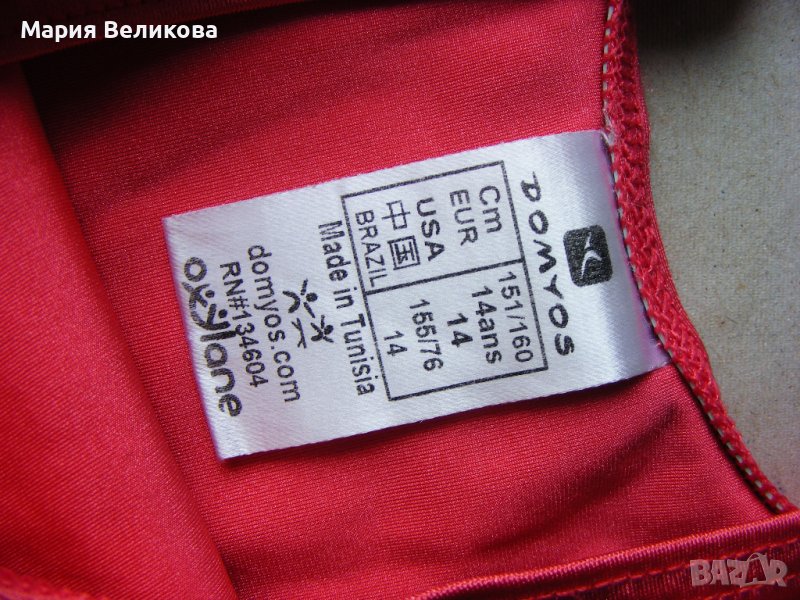 Мария Великова
DOMYOS
Cm 151/160
EUR 14ans
USA 14
中国 155/76
BRAZIL 14
Made in Tunisia
domyos.com
RN#134604
oxylane
BAZAR